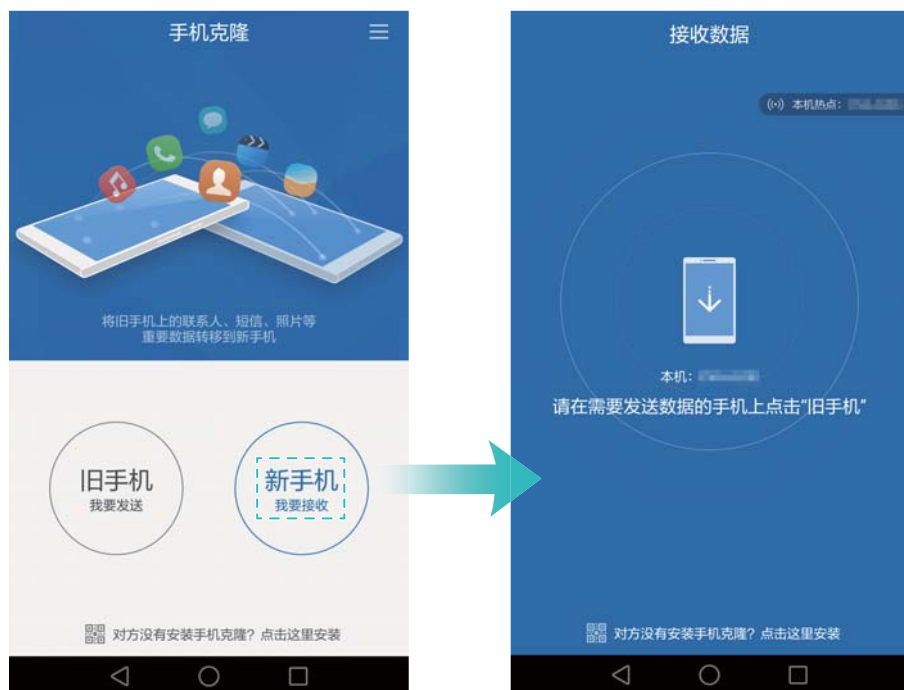 手机克隆
将旧手机上的联系人、短信、照片等
重要数据转移到新手机
旧手机
我要发送
新手机
我要接收
对方没有安装手机克隆？点击这里安装
接收数据
本机热点：
本机：
请在需要发送数据的手机上点击“旧手机”
对方没有安装手机克隆？点击这里安装